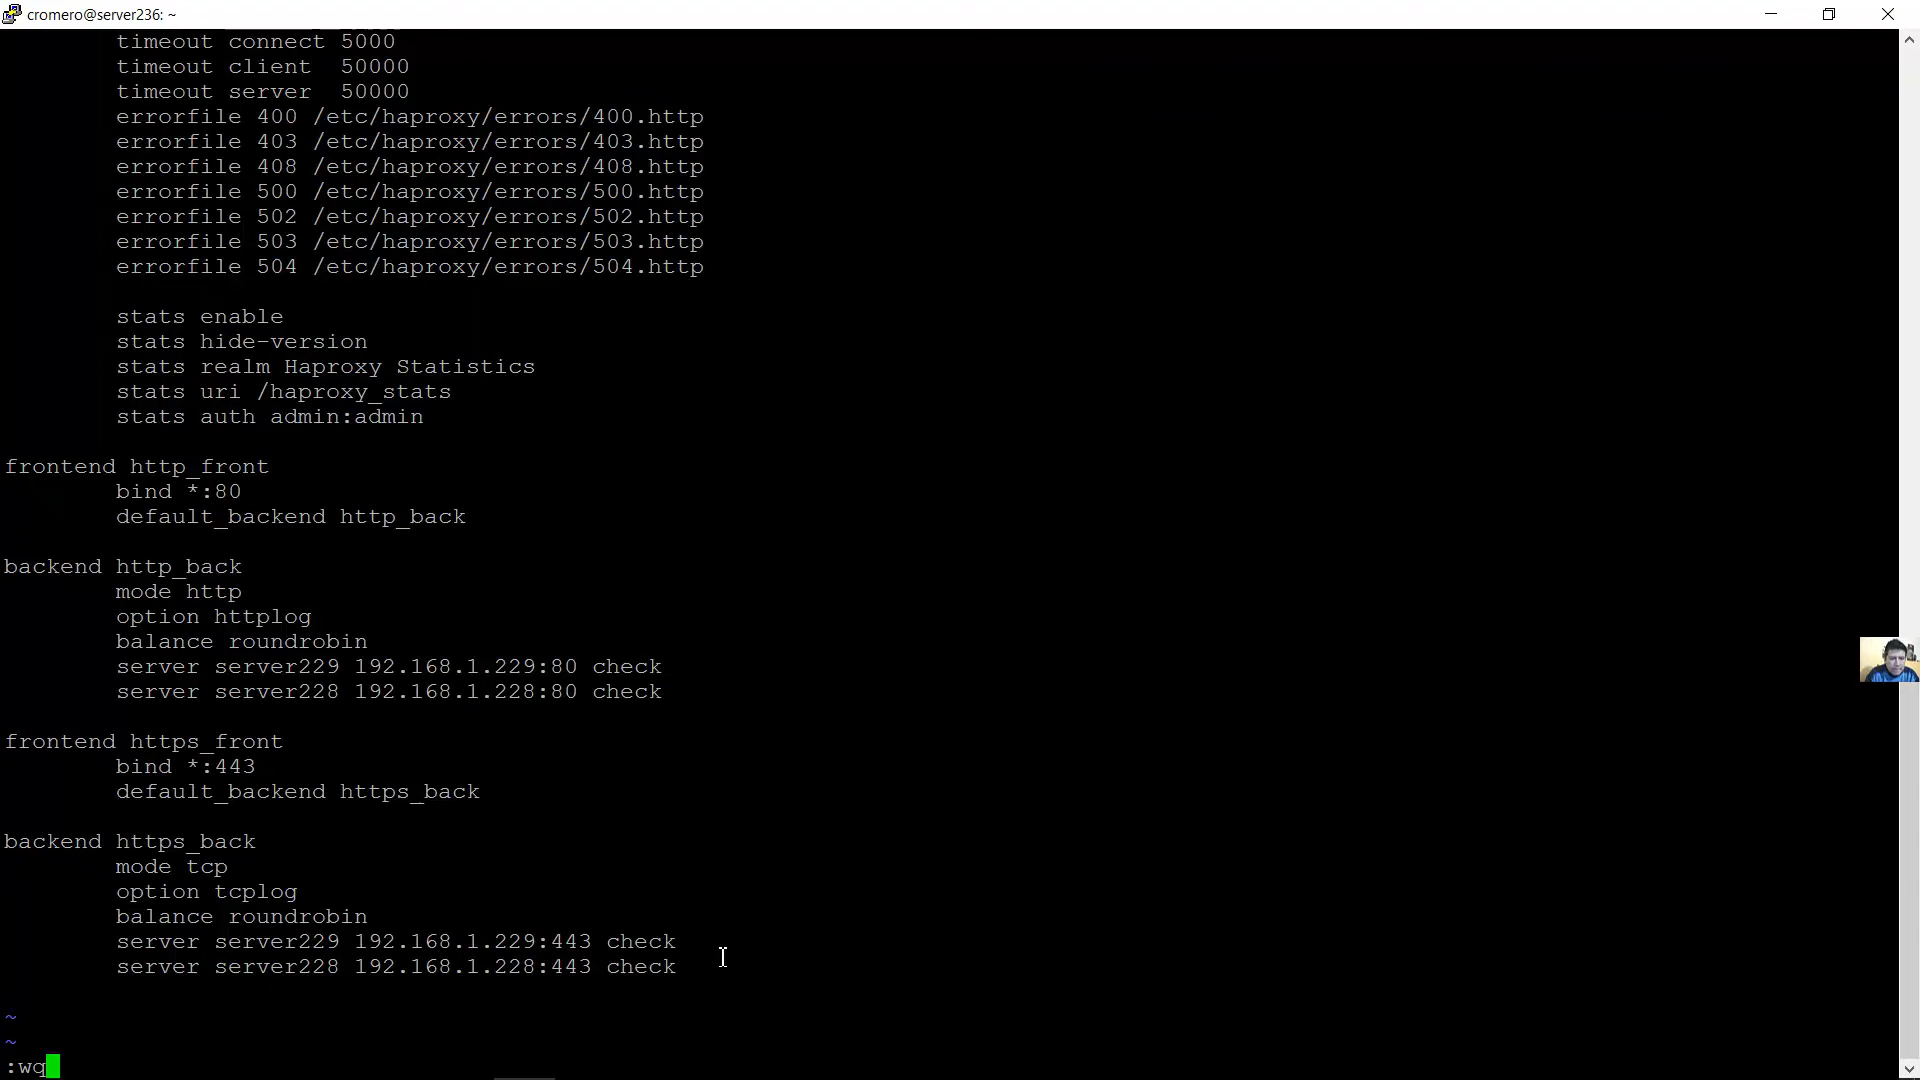 cromero@server236: ~
timeout connect 5000
timeout client  50000
timeout server  50000
errorfile 400 /etc/haproxy/errors/400.http
errorfile 403 /etc/haproxy/errors/403.http
errorfile 408 /etc/haproxy/errors/408.http
errorfile 500 /etc/haproxy/errors/500.http
errorfile 502 /etc/haproxy/errors/502.http
errorfile 503 /etc/haproxy/errors/503.http
errorfile 504 /etc/haproxy/errors/504.http
stats enable
stats hide-version
stats realm Haproxy Statistics
stats uri /haproxy_stats
stats auth admin:admin
frontend http_front
bind *:80
default_backend http_back
backend http_back
mode http
option httplog
balance roundrobin
server server229 192.168.1.229:80 check
server server228 192.168.1.228:80 check
frontend https_front
bind *:443
default_backend https_back
backend https_back
mode tcp
option tcplog
balance roundrobin
server server229 192.168.1.229:443 check
server server228 192.168.1.228:443 check
~
~
:wq